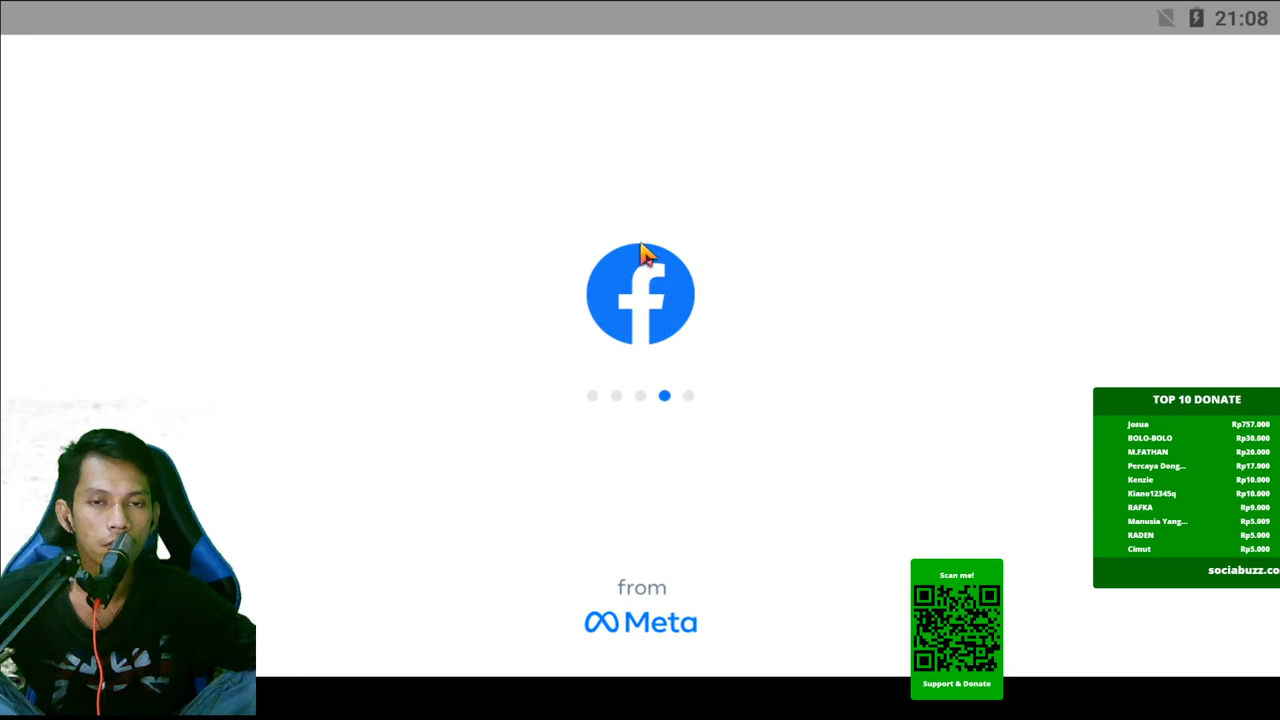 21:08
f
from
Meta
TOP 10 DONATE
Josua Rp757.000
BOLO-BOLO Rp30.000
M.FATHAN Rp20.000
Percaya Dong... Rp17.000
Kenzie Rp10.000
Kiano12345q Rp10.000
RAFKA Rp9.000
Manusia Yang... Rp5.009
RADEN Rp5.000
Cimut Rp5.000
sociabuzz.co
Scan me!
Support & Donate